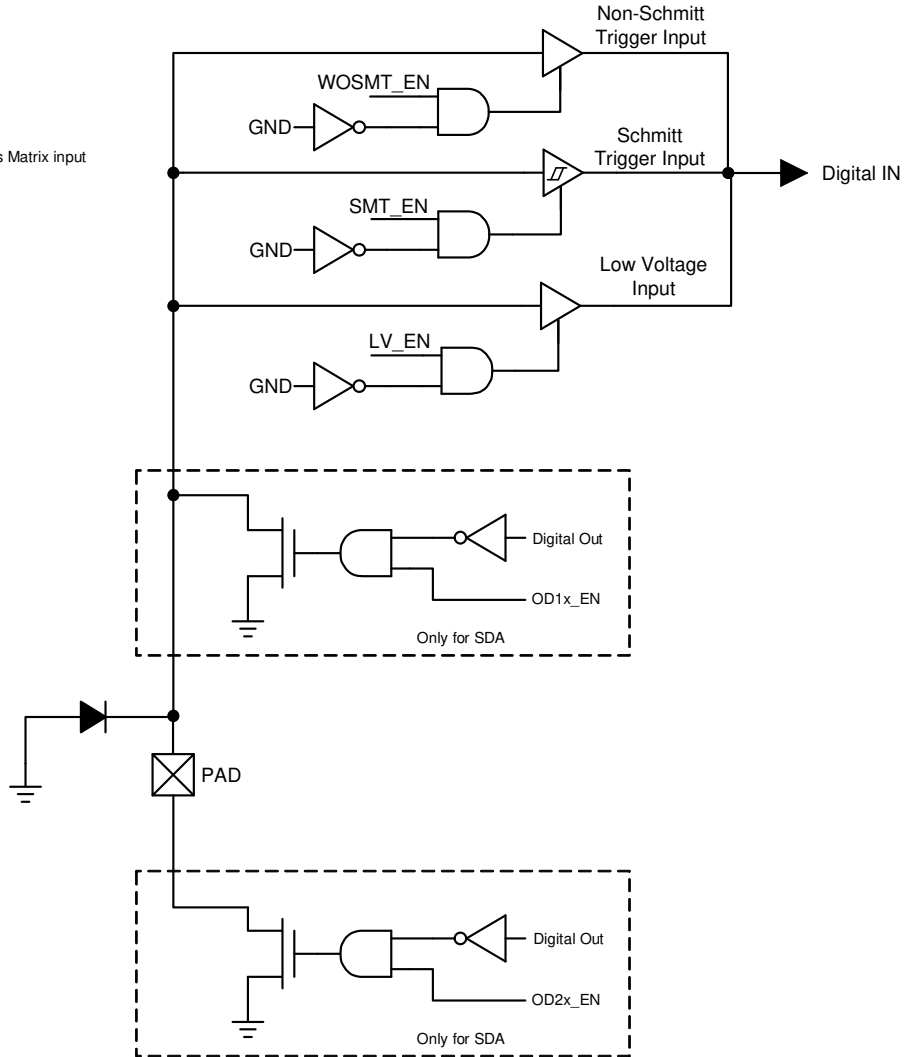 Non-Schmitt
Trigger Input
WOSMT_EN
GND
s Matrix input
Schmitt
Trigger Input
Digital IN
SMT_EN
GND
Low Voltage
Input
LV_EN
GND
Digital Out
OD1x_EN
Only for SDA
PAD
Digital Out
OD2x_EN
Only for SDA